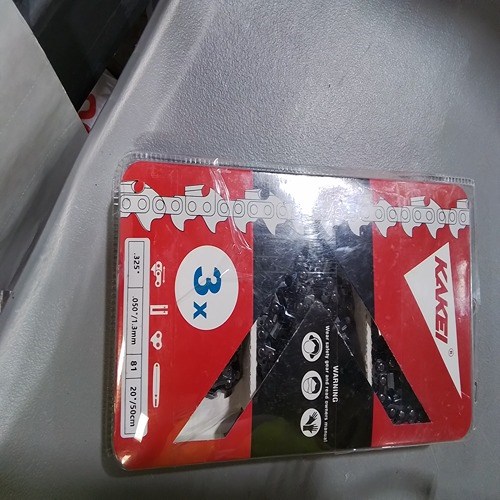 KAKEI
®
3x
WARNING
Wear safety gear and read owners manual
.325"
.050"/1.3mm
81
20"/50cm